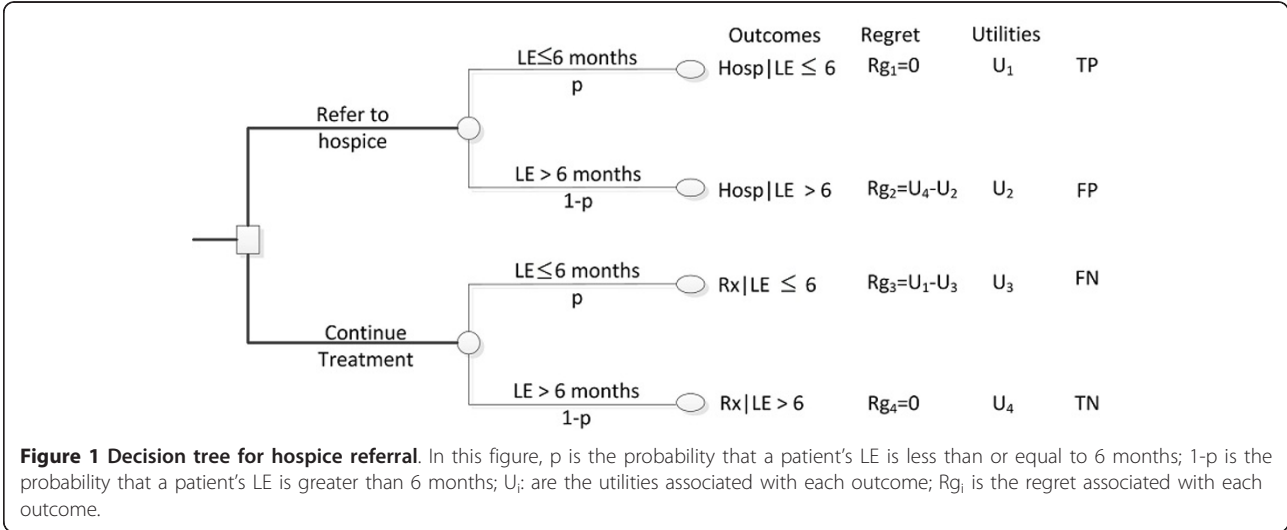 Outcomes Regret Utilities
LE≤6 months
p
Hosp|LE ≤ 6 Rg₁=0 U₁ TP
Refer to
hospice
LE > 6 months
1-p
Hosp|LE >6 Rg₂=U₄-U₂ U₂ FP
LE≤6 months
p
Rx|LE ≤ 6 Rg₃=U₁-U₃ U₃ FN
Continue
Treatment
LE > 6 months
1-p
Rx|LE > 6 Rg₄=0 U₄ TN
Figure 1 Decision tree for hospice referral. In this figure, p is the probability that a patient's LE is less than or equal to 6 months; 1-p is the
probability that a patient's LE is greater than 6 months; Uᵢ: are the utilities associated with each outcome; Rgᵢ is the regret associated with each
outcome.